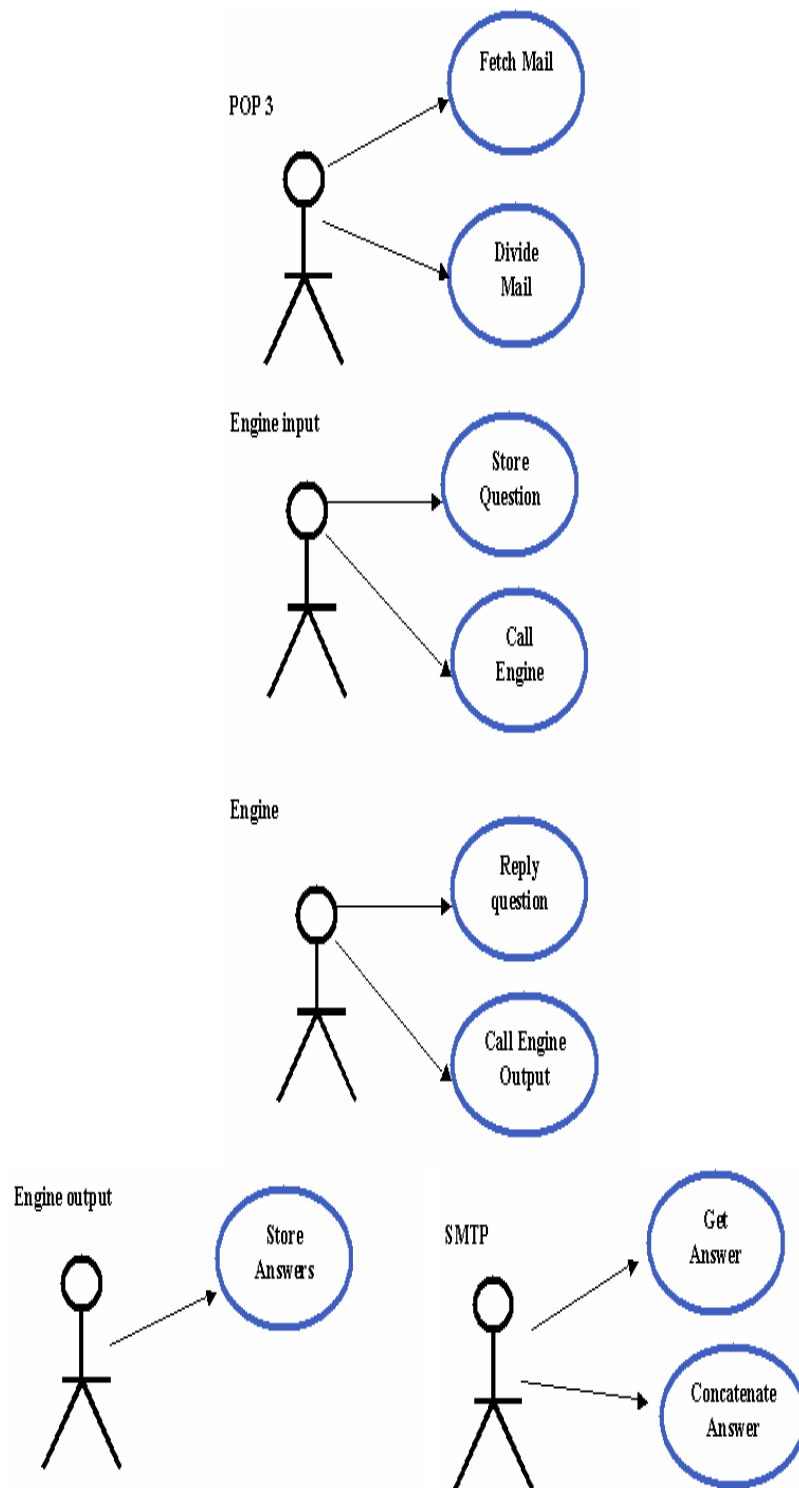 Fetch Mail
POP 3
Divide
Mail
Engine input
Store
Question
Call
Engine
Engine
Reply
question
Call Engine
Output
Engine output
Store
Answers
SMTP
Get
Answer
Concatenate
Answer